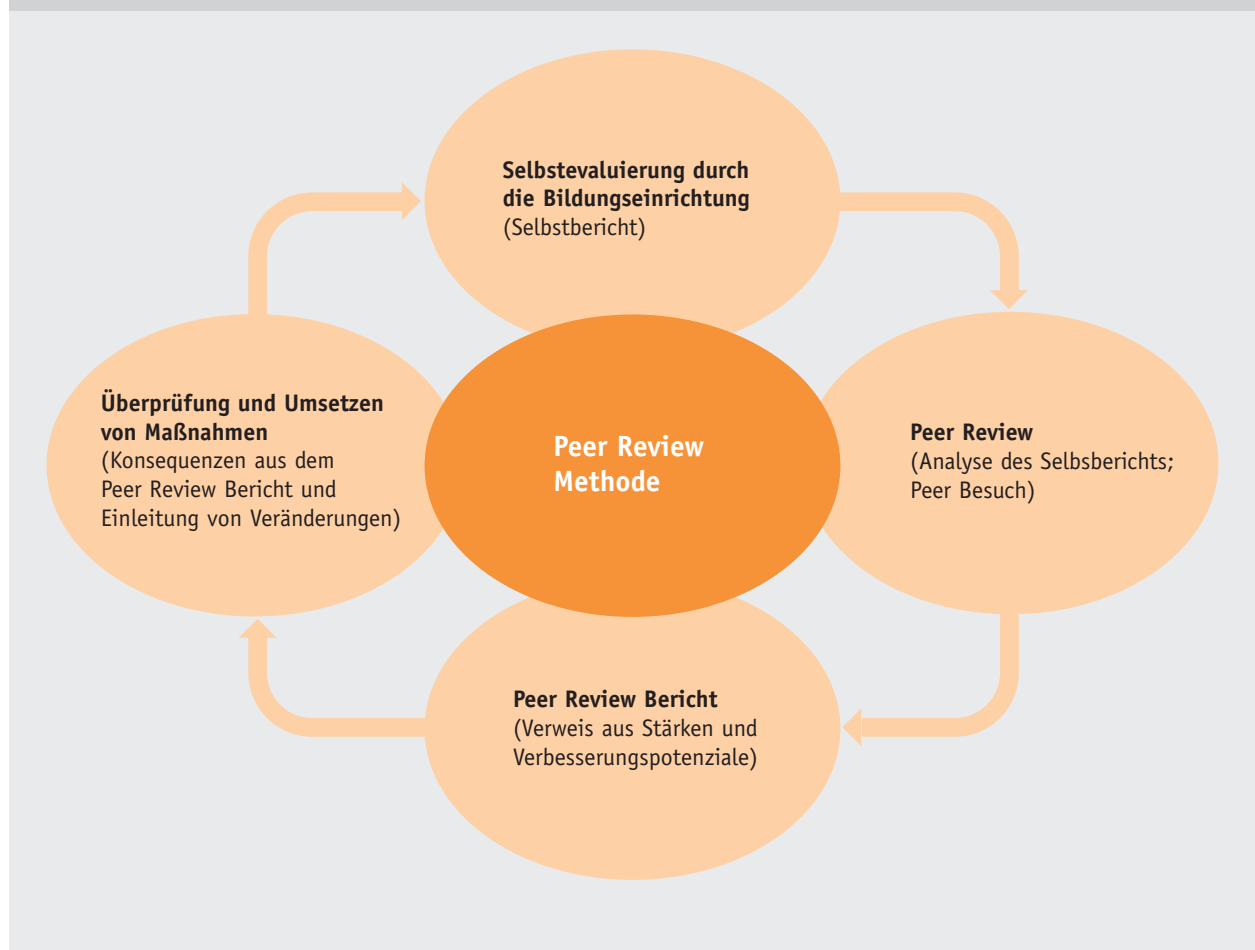 Selbstevaluierung durch
die Bildungseinrichtung
(Selbstbericht)
Peer Review
(Analyse des Selbsberichts;
Peer Besuch)
Peer Review Bericht
(Verweis aus Stärken und
Verbesserungspotenziale)
Überprüfung und Umsetzen
von Maßnahmen
(Konsequenzen aus dem
Peer Review Bericht und
Einleitung von Veränderungen)
Peer Review
Methode